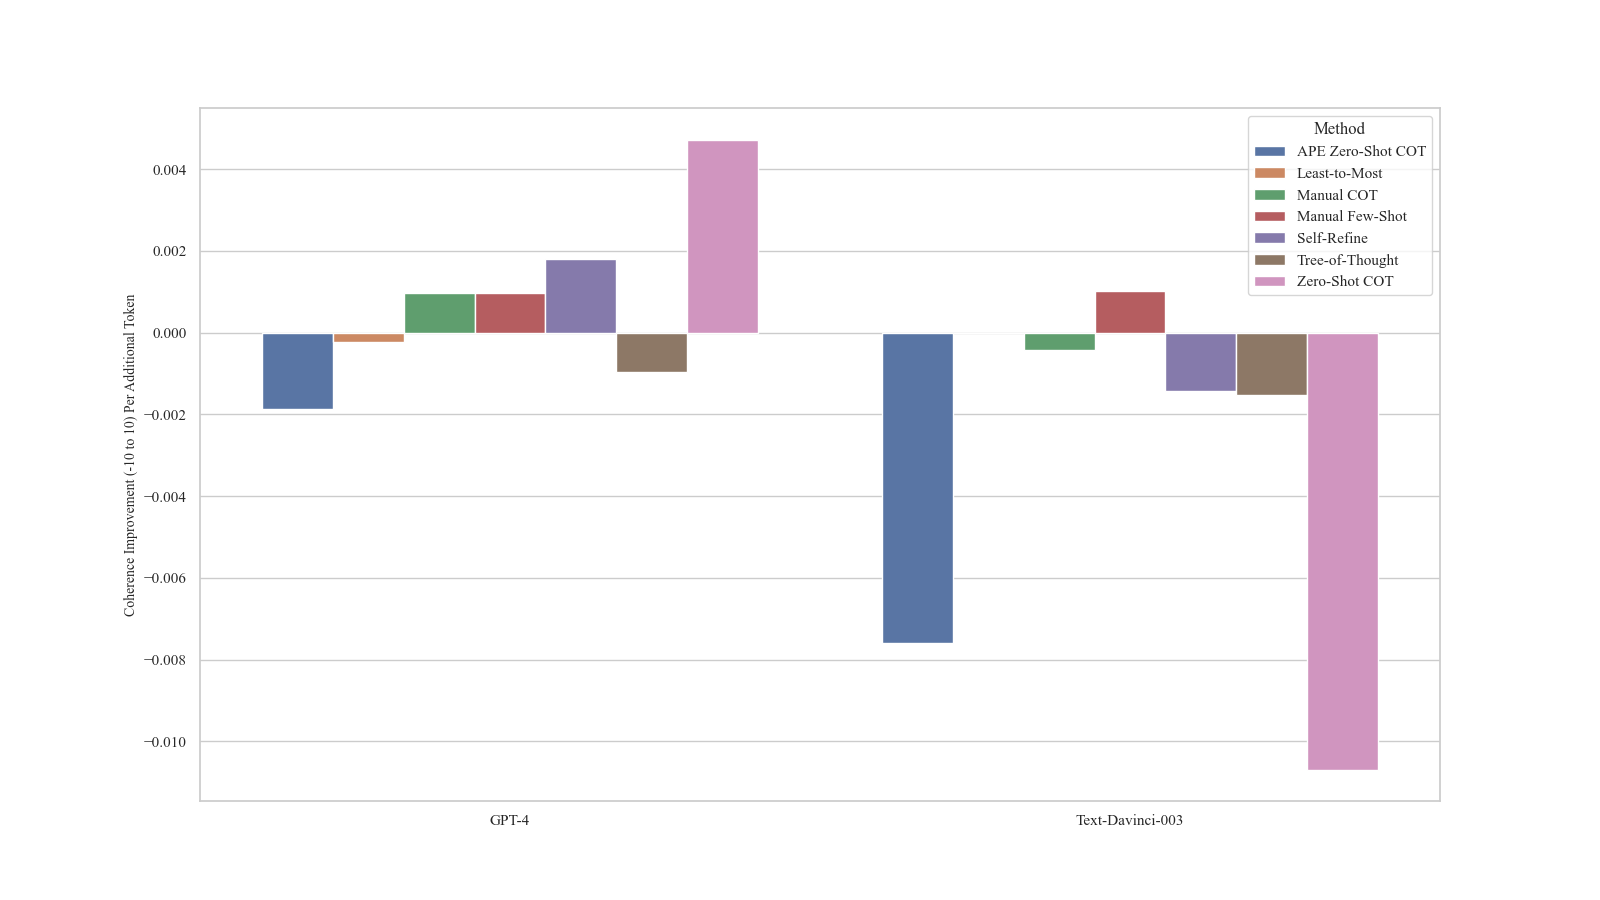 Coherence Improvement (-10 to 10) Per Additional Token
0.004
0.002
0.000
−0.002
−0.004
−0.006
−0.008
−0.010
GPT-4
Text-Davinci-003
Method
APE Zero-Shot COT
Least-to-Most
Manual COT
Manual Few-Shot
Self-Refine
Tree-of-Thought
Zero-Shot COT